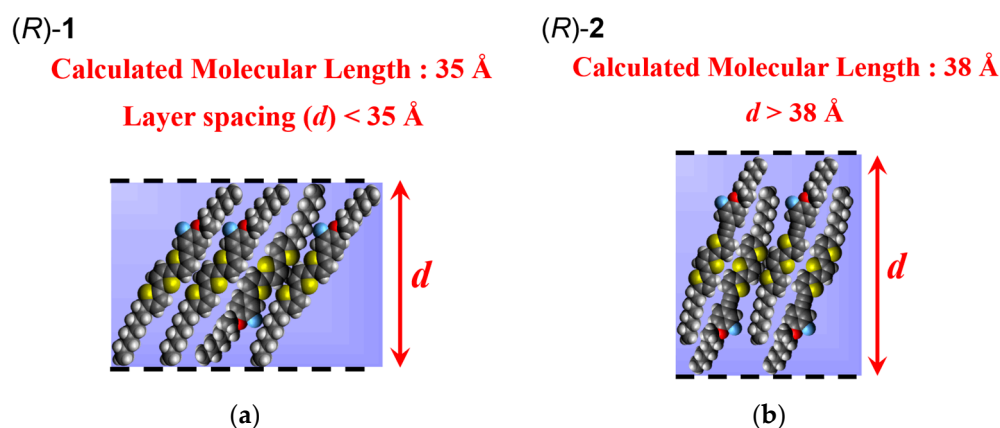 (R)-1
Calculated Molecular Length : 35 Å
Layer spacing (d) < 35 Å
d
(a)
(R)-2
Calculated Molecular Length : 38 Å
d > 38 Å
d
(b)